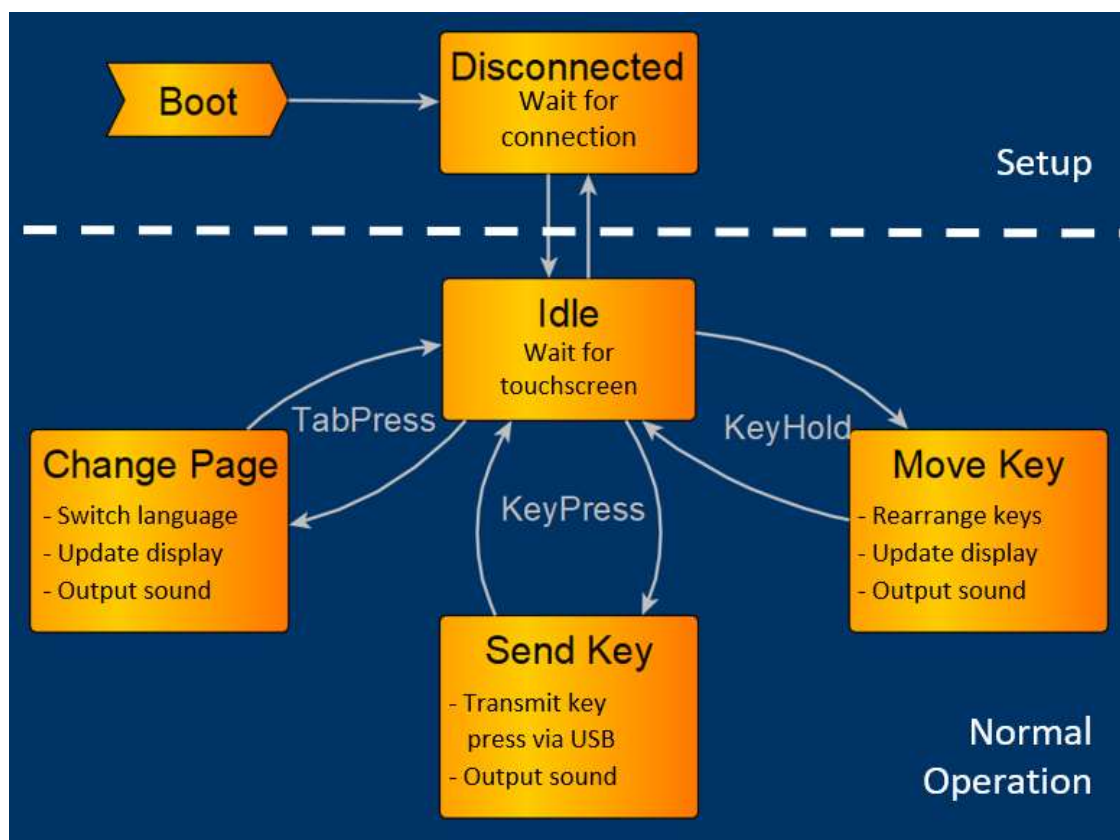 Boot
Disconnected
Wait for
connection
Setup
Idle
Wait for
touchscreen
TabPress
KeyPress
KeyHold
Change Page
- Switch language
- Update display
- Output sound
Send Key
- Transmit key
press via USB
- Output sound
Move Key
- Rearrange keys
- Update display
- Output sound
Normal
Operation